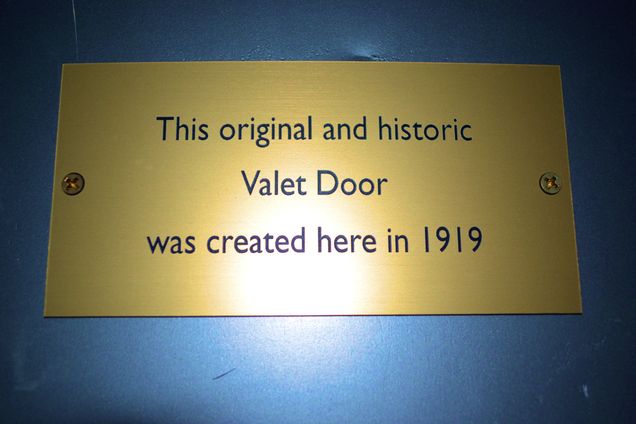 This original and historic
Valet Door
was created here in 1919